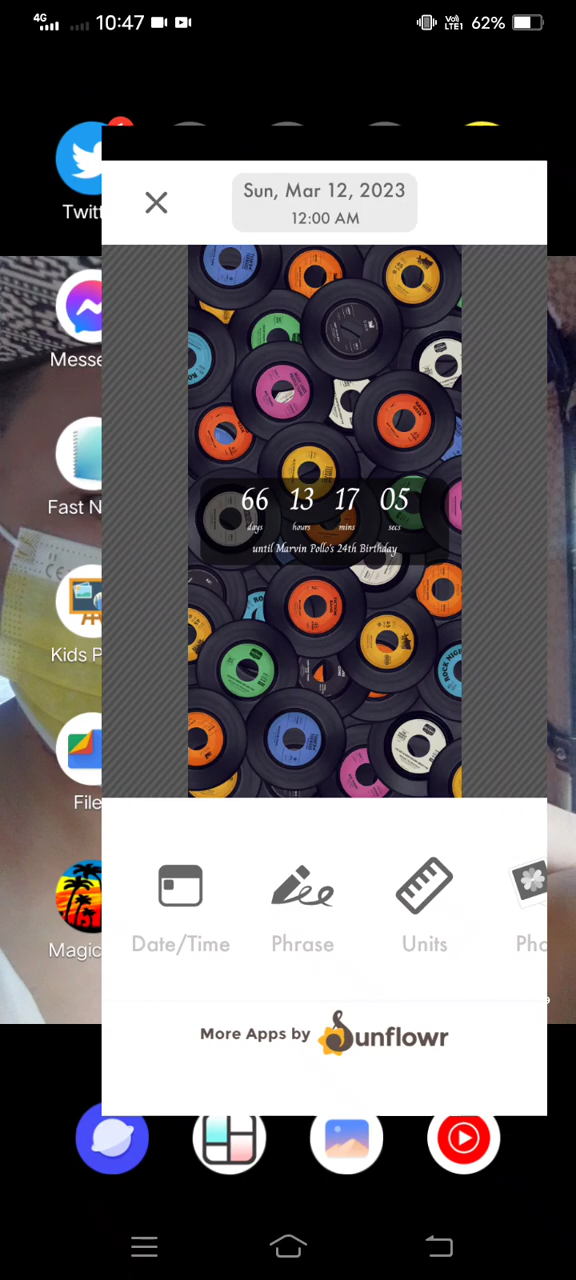 4G 10:47 VoLTE1 62%
Twitt
Sun, Mar 12, 2023
12:00 AM
Messe
Fast N
66 13 17 05
days hours mins secs
until Marvin Pollo's 24th Birthday
Kids P
File
Magic
Date/Time Phrase Units Pho
More Apps by Sunflowr